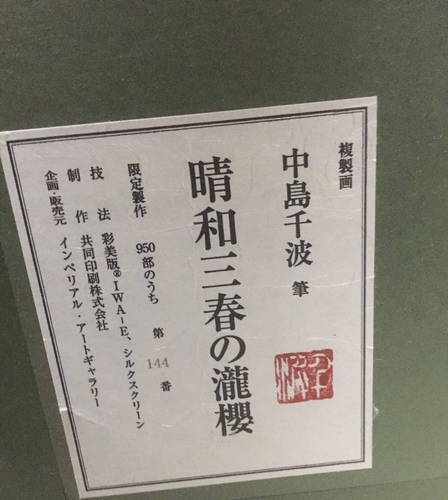 複製画
中島千波 筆
晴和三春の瀧櫻
限定製作 950部のうち 第 144 番
技法 彩美版®IWA-E、シルクスクリーン
制作 共同印刷株式会社
企画・販売元 インペリアル・アートギャラリー